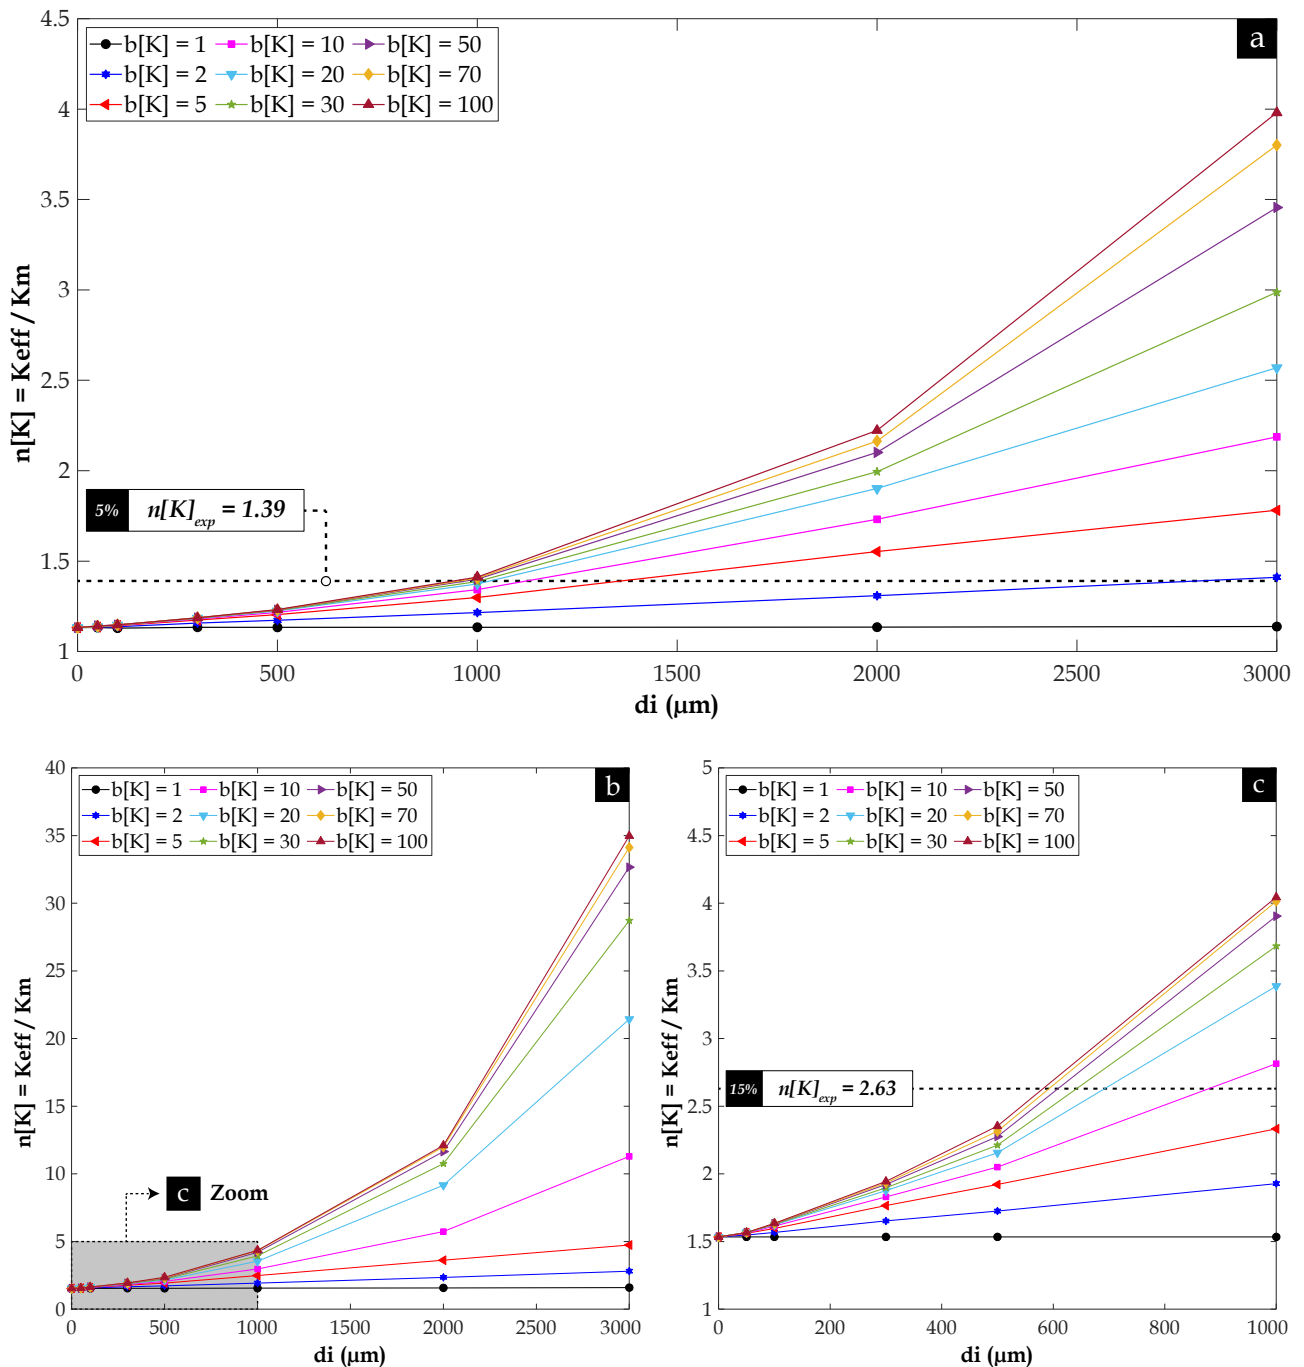 4.5
4
3.5
3
2.5
2
1.5
1
n[K] = Keff / Km
b[K] = 1 b[K] = 10 b[K] = 50
b[K] = 2 b[K] = 20 b[K] = 70
b[K] = 5 b[K] = 30 b[K] = 100
a
5% n[K]exp = 1.39
0 500 1000 1500 2000 2500 3000
di (μm)
40
35
30
25
20
15
10
5
0
n[K] = Keff / Km
b[K] = 1 b[K] = 10 b[K] = 50
b[K] = 2 b[K] = 20 b[K] = 70
b[K] = 5 b[K] = 30 b[K] = 100
b
c Zoom
0 500 1000 1500 2000 2500 3000
di (μm)
5
4.5
4
3.5
3
2.5
2
1.5
1
n[K] = Keff / Km
b[K] = 1 b[K] = 10 b[K] = 50
b[K] = 2 b[K] = 20 b[K] = 70
b[K] = 5 b[K] = 30 b[K] = 100
c
15% n[K]exp = 2.63
0 200 400 600 800 1000
di (μm)